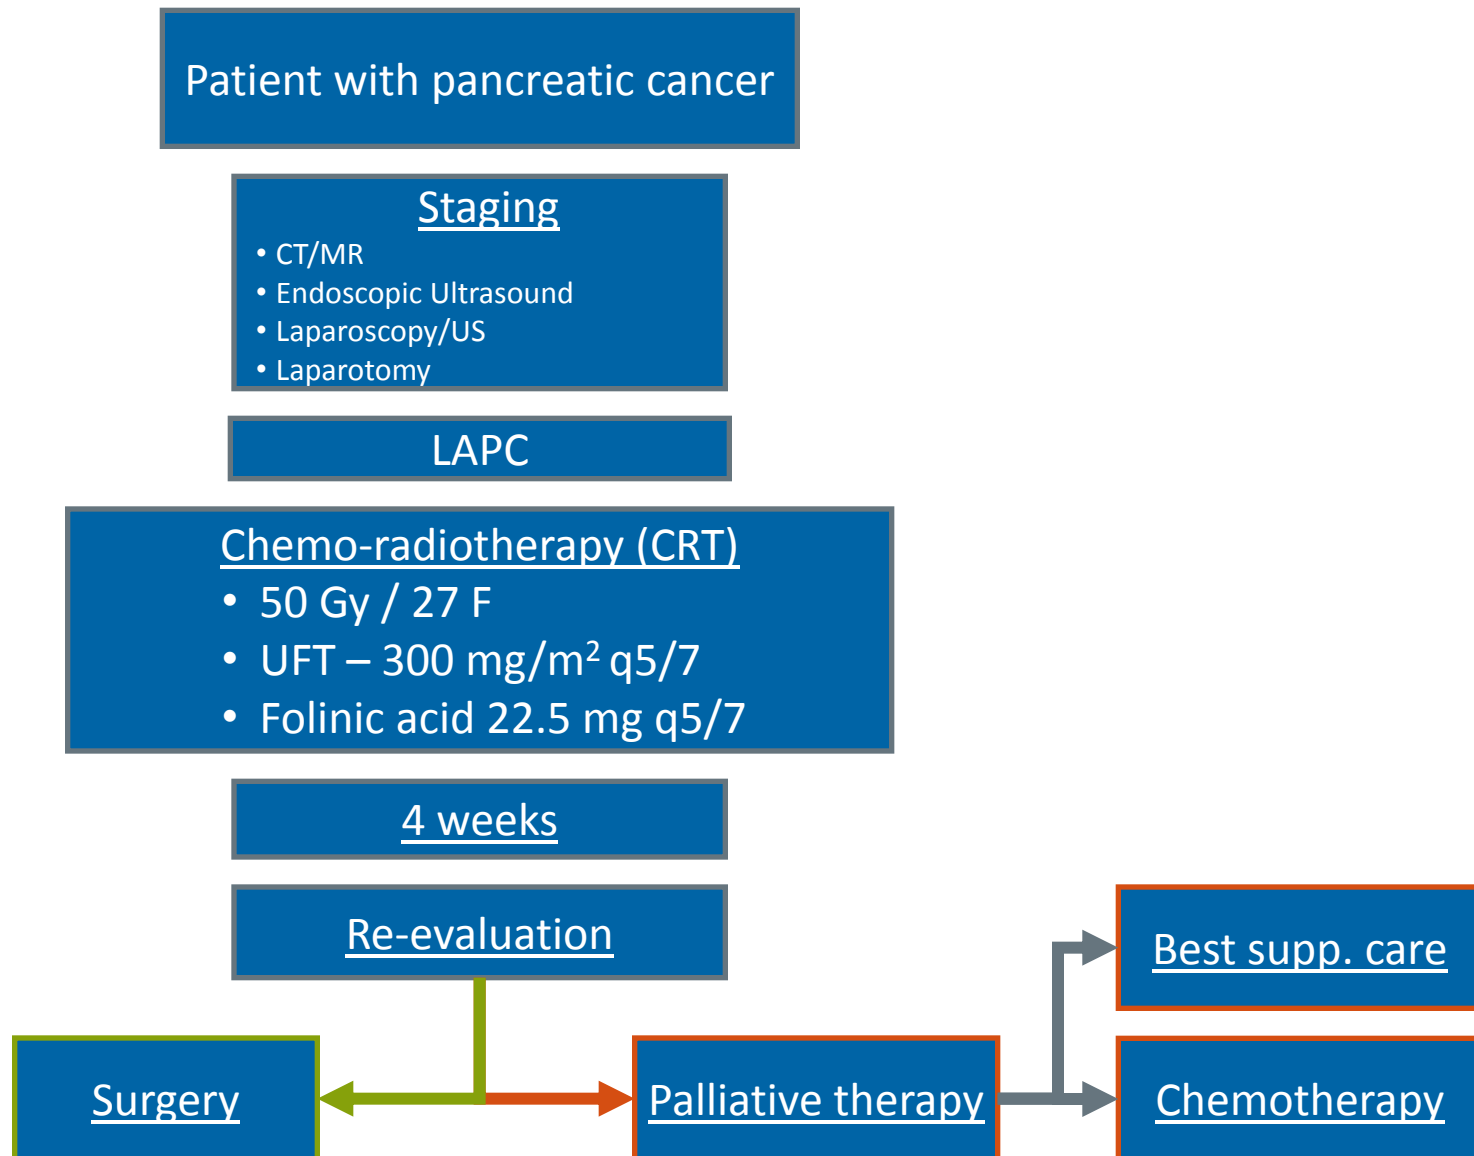 Patient with pancreatic cancer
Staging
• CT/MR
• Endoscopic Ultrasound
• Laparoscopy/US
• Laparotomy
LAPC
Chemo-radiotherapy (CRT)
• 50 Gy / 27 F
• UFT – 300 mg/m² q5/7
• Folinic acid 22.5 mg q5/7
4 weeks
Re-evaluation
Best supp. care
Surgery
Palliative therapy
Chemotherapy